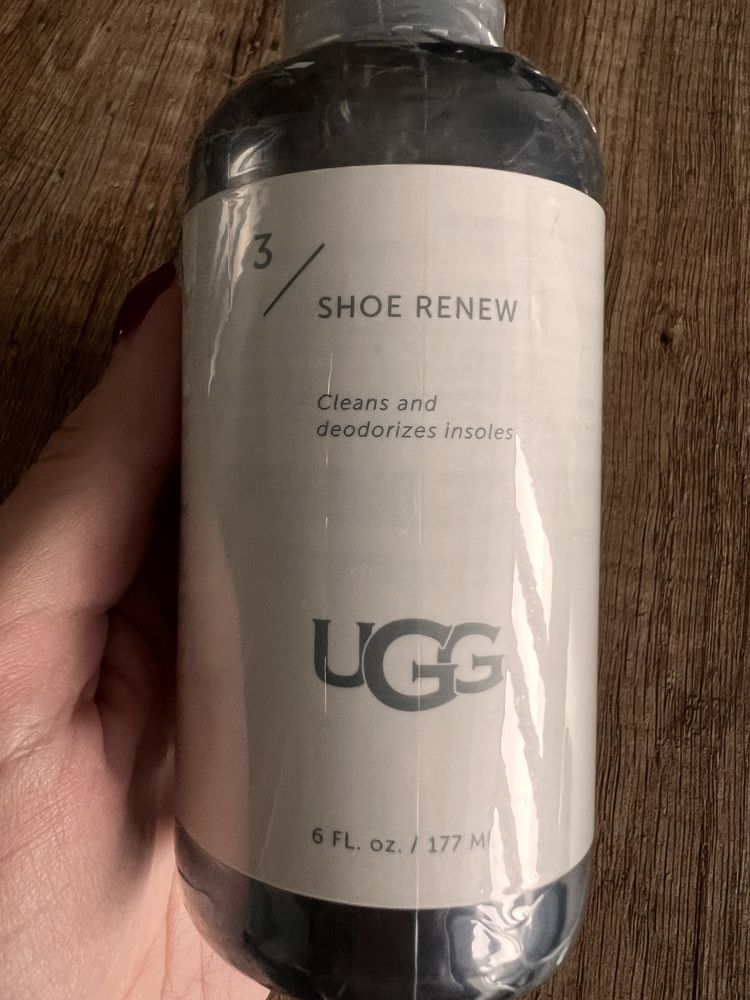 3/
SHOE RENEW
Cleans and
deodorizes insoles
UGG
6 FL. oz. / 177 M